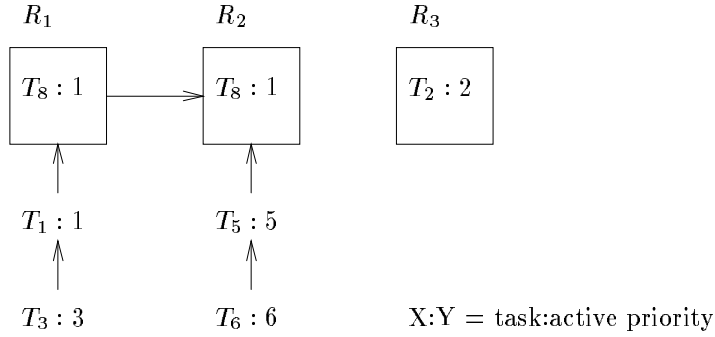 R₁ R₂ R₃
T₈ : 1 T₈ : 1 T₂ : 2
T₁ : 1 T₅ : 5
T₃ : 3 T₆ : 6 X:Y = task:active priority